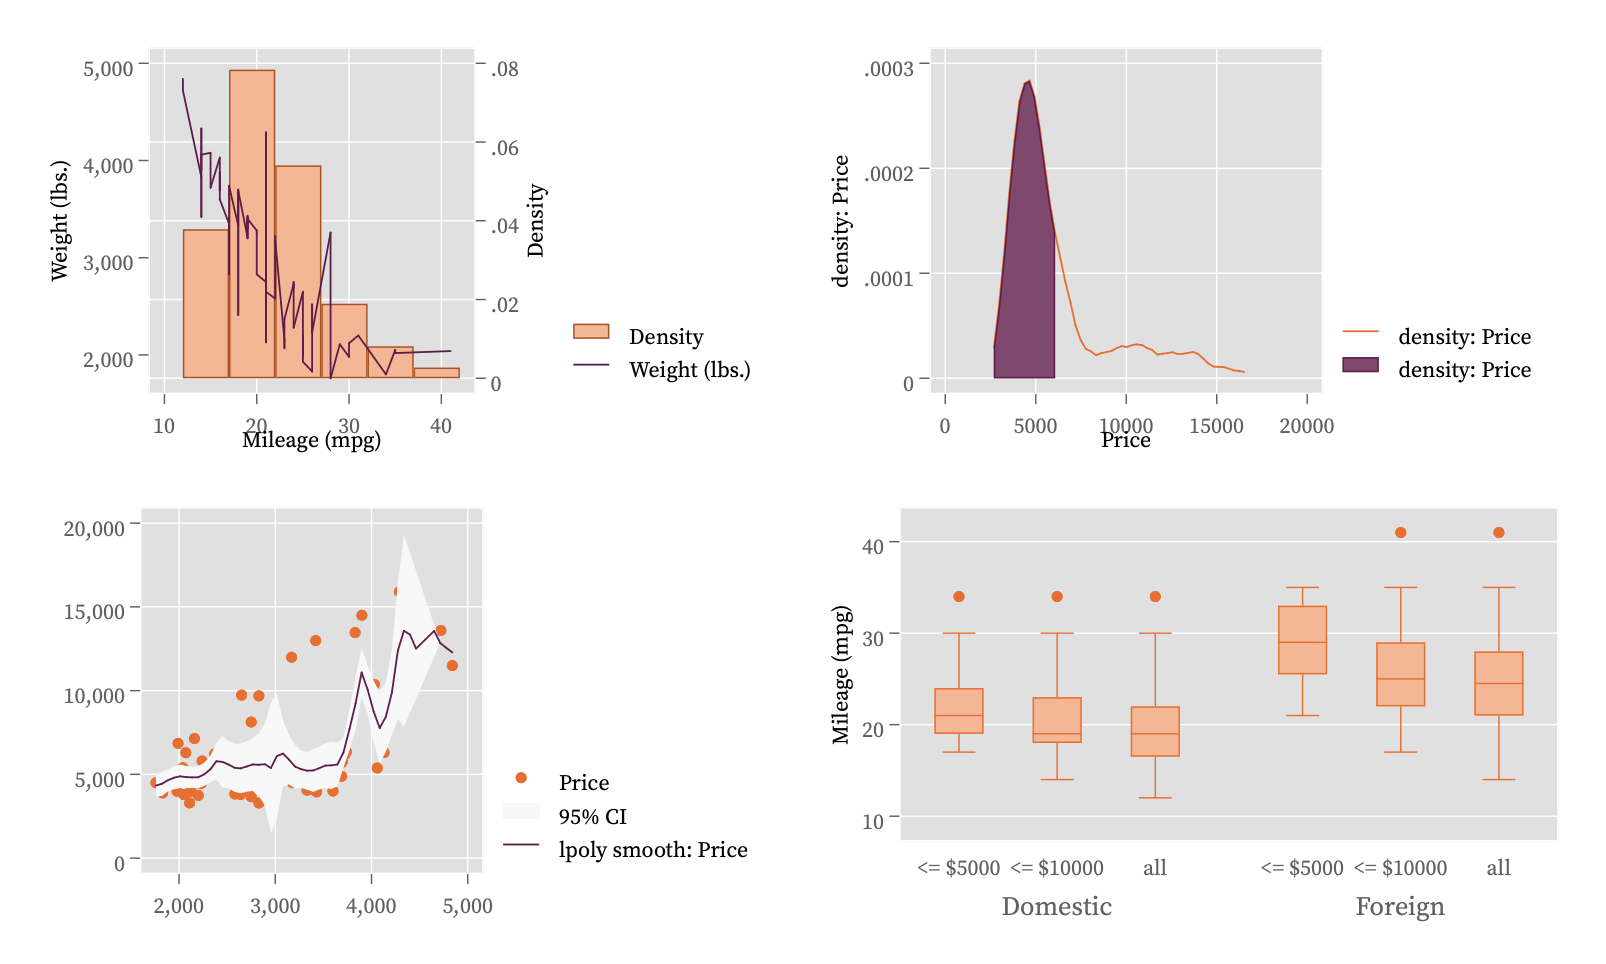 5,000
4,000
3,000
2,000
Weight (lbs.)
.08
.06
.04
.02
0
Density
10 20 30 40
Mileage (mpg)
Density
Weight (lbs.)
.0003
.0002
.0001
0
density: Price
0 5000 10000 15000 20000
Price
density: Price
density: Price
20,000
15,000
10,000
5,000
0
2,000 3,000 4,000 5,000
Price
95% CI
lpoly smooth: Price
40
30
20
10
Mileage (mpg)
<= $5000 <= $10000 all <= $5000 <= $10000 all
Domestic Foreign